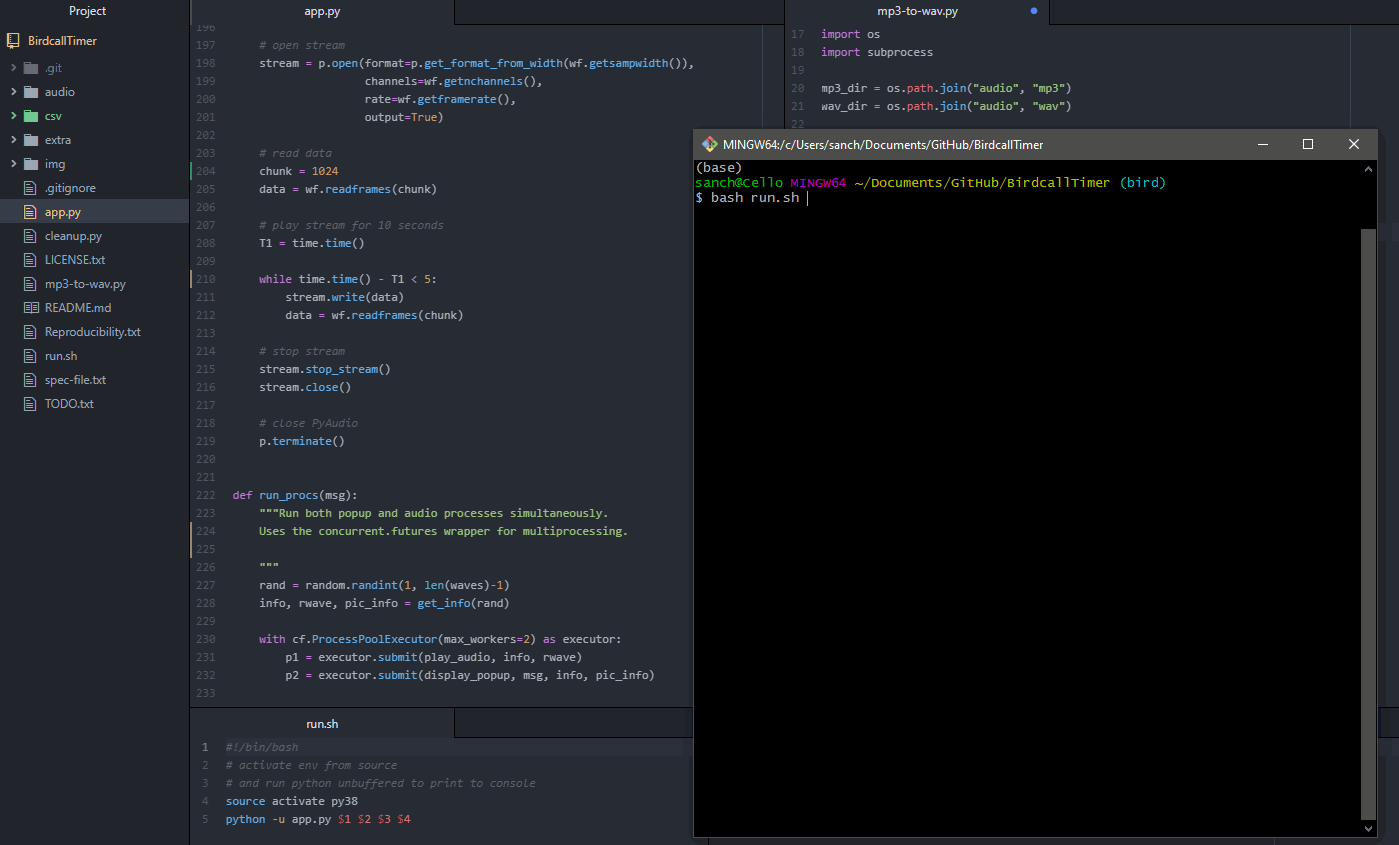 Project
BirdcallTimer
.git
audio
csv
extra
img
.gitignore
app.py
cleanup.py
LICENSE.txt
mp3-to-wav.py
README.md
Reproducibility.txt
run.sh
spec-file.txt
TODO.txt
app.py
196
197 # open stream
198 stream = p.open(format=p.get_format_from_width(wf.getsampwidth()),
199 channels=wf.getnchannels(),
200 rate=wf.getframerate(),
201 output=True)
202
203 # read data
204 chunk = 1024
205 data = wf.readframes(chunk)
206
207 # play stream for 10 seconds
208 T1 = time.time()
209
210 while time.time() - T1 < 5:
211 stream.write(data)
212 data = wf.readframes(chunk)
213
214 # stop stream
215 stream.stop_stream()
216 stream.close()
217
218 # close PyAudio
219 p.terminate()
220
221
222 def run_procs(msg):
223 """Run both popup and audio processes simultaneously.
224 Uses the concurrent.futures wrapper for multiprocessing.
225
226 """
227 rand = random.randint(1, len(waves)-1)
228 info, rwave, pic_info = get_info(rand)
229
230 with cf.ProcessPoolExecutor(max_workers=2) as executor:
231 p1 = executor.submit(play_audio, info, rwave)
232 p2 = executor.submit(display_popup, msg, info, pic_info)
233
run.sh
1 #!/bin/bash
2 # activate env from source
3 # and run python unbuffered to print to console
4 source activate py38
5 python -u app.py $1 $2 $3 $4
mp3-to-wav.py
17 import os
18 import subprocess
19
20 mp3_dir = os.path.join("audio", "mp3")
21 wav_dir = os.path.join("audio", "wav")
22
MINGW64:/c/Users/sanch/Documents/GitHub/BirdcallTimer
(base)
sanch@Cello MINGW64 ~/Documents/GitHub/BirdcallTimer (bird)
$ bash run.sh